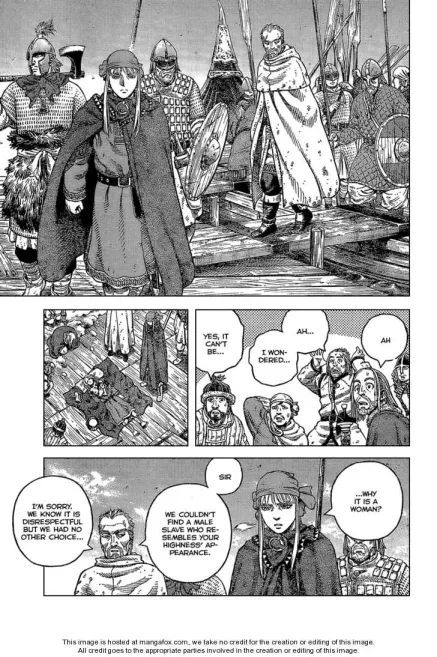 AH
AH...
I WON-
DERED...
YES, IT
CAN'T
BE...
...WHY
IT IS A
WOMAN?
SIR
WE COULDN'T
FIND A MALE
SLAVE WHO RE-
SEMBLES YOUR
HIGHNESS' AP-
PEARANCE.
I'M SORRY.
WE KNOW IT IS
DISRESPECTFUL
BUT WE HAD NO
OTHER CHOICE...
This image is hosted at mangafox.com, we take no credit for the creation or editing of this image.
All credit goes to the appropriate parties involved in the creation or editing of this image.